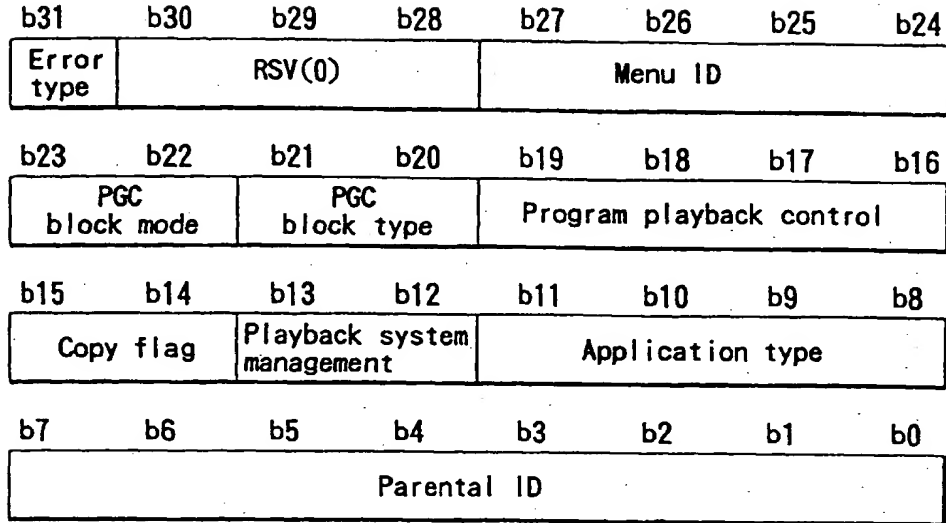 b31 b30 b29 b28 b27 b26 b25 b24
Error type RSV(0) Menu ID
b23 b22 b21 b20 b19 b18 b17 b16
PGC block mode PGC block type Program playback control
b15 b14 b13 b12 b11 b10 b9 b8
Copy flag Playback system management Application type
b7 b6 b5 b4 b3 b2 b1 b0
Parental ID